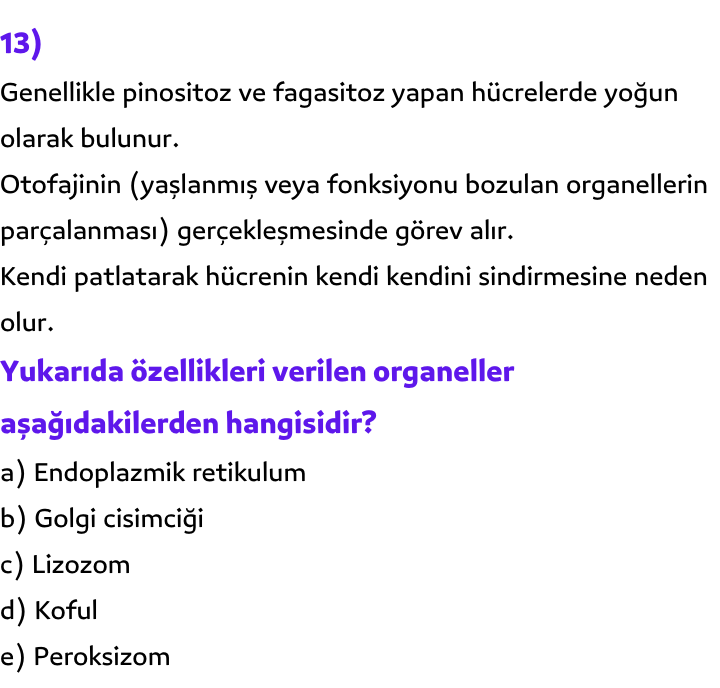 13)
Genellikle pinositoz ve fagasitoz yapan hücrelerde yoğun
olarak bulunur.
Otofajinin (yaşlanmış veya fonksiyonu bozulan organellerin
parçalanması) gerçekleşmesinde görev alır.
Kendi patlatarak hücrenin kendi kendini sindirmesine neden
olur.
Yukarıda özellikleri verilen organeller
aşağıdakilerden hangisidir?
a) Endoplazmik retikulum
b) Golgi cisimciği
c) Lizozom
d) Koful
e) Peroksizom